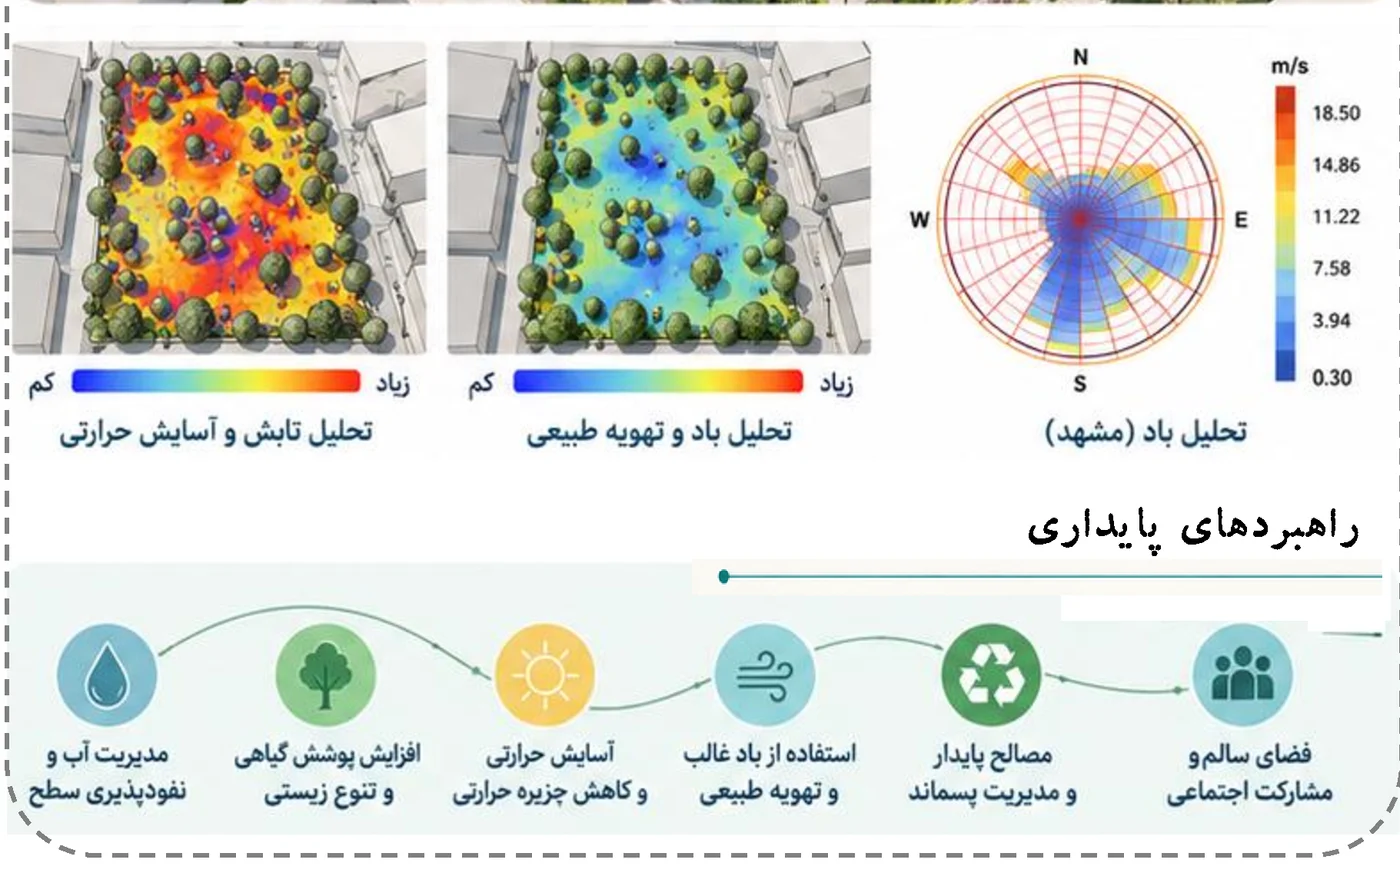 N
W
E
S
m/s
18.50
14.86
11.22
7.58
3.94
0.30
تحلیل باد (مشهد)
کم
زیاد
تحلیل باد و تهویه طبیعی
کم
زیاد
تحلیل تابش و آسایش حرارتی
راهبردهای پایداری
فضای سالم و
مشارکت اجتماعی
مصالح پایدار
و مدیریت پسماند
استفاده از باد غالب
و تهویه طبیعی
آسایش حرارتی
و کاهش جزیره حرارتی
افزایش پوشش گیاهی
و تنوع زیستی
مدیریت آب و
نفوذپذیری سطح